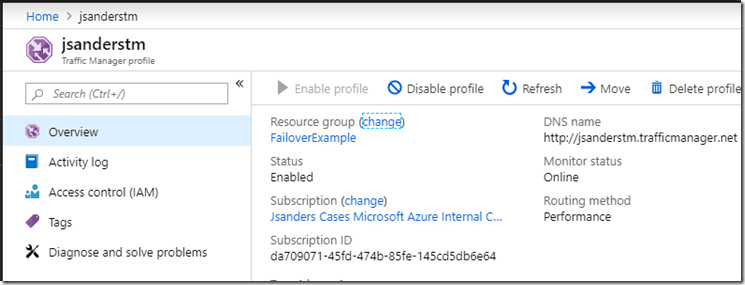 Home > jsanderstm
jsanderstm
Traffic Manager profile
Search (Ctrl+/)
«
Overview
Activity log
Access control (IAM)
Tags
Diagnose and solve problems
Enable profile Disable profile Refresh Move Delete profile
Resource group (change)
FailoverExample
Status
Enabled
Subscription (change)
Jsanders Cases Microsoft Azure Internal C...
Subscription ID
da709071-45fd-474b-85fe-145cd5db6e64
DNS name
http://jsanderstm.trafficmanager.net
Monitor status
Online
Routing method
Performance